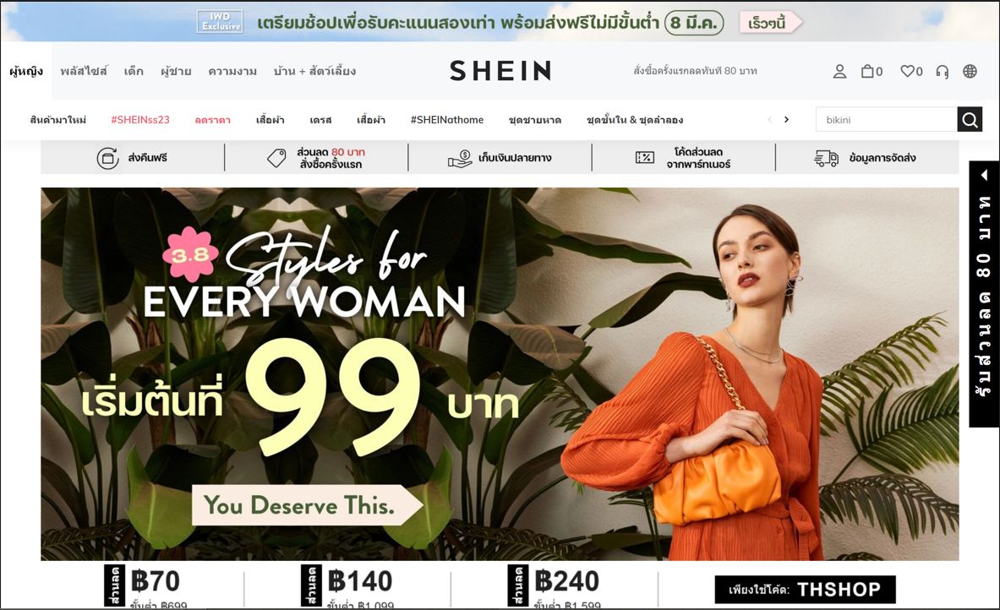 IWD
Exclusive
เตรียมช้อปเพื่อรับคะแนนสองเท่า พร้อมส่งฟรีไม่มีขั้นต่ำ 8 มี.ค. เร็วๆนี้
ผู้หญิง พลัสไซส์ เด็ก ผู้ชาย ความงาม บ้าน + สัตว์เลี้ยง SHEIN สั่งซื้อครั้งแรกลดทันที 80 บาท 0 0
สินค้ามาใหม่ #SHEINss23 ลดราคา เสื้อผ้า เดรส เสื้อผ้า #SHEINathome ชุดชายหาด ชุดชั้นใน & ชุดลำลอง bikini
ส่งคืนฟรี
ส่วนลด 80 บาท
สั่งซื้อครั้งแรก
เก็บเงินปลายทาง
โค้ดส่วนลด
จากพาร์ทเนอร์
ข้อมูลการจัดส่ง
รับส่วนลด 80 บาท
3.8 Styles for
EVERY WOMAN
เริ่มต้นที่ 99 บาท
You Deserve This.
ส่วนลด ฿70
ขั้นต่ำ ฿699
ส่วนลด ฿140
ขั้นต่ำ ฿1,099
ส่วนลด ฿240
ขั้นต่ำ ฿1,599
เพียงใช้โค้ด: THSHOP